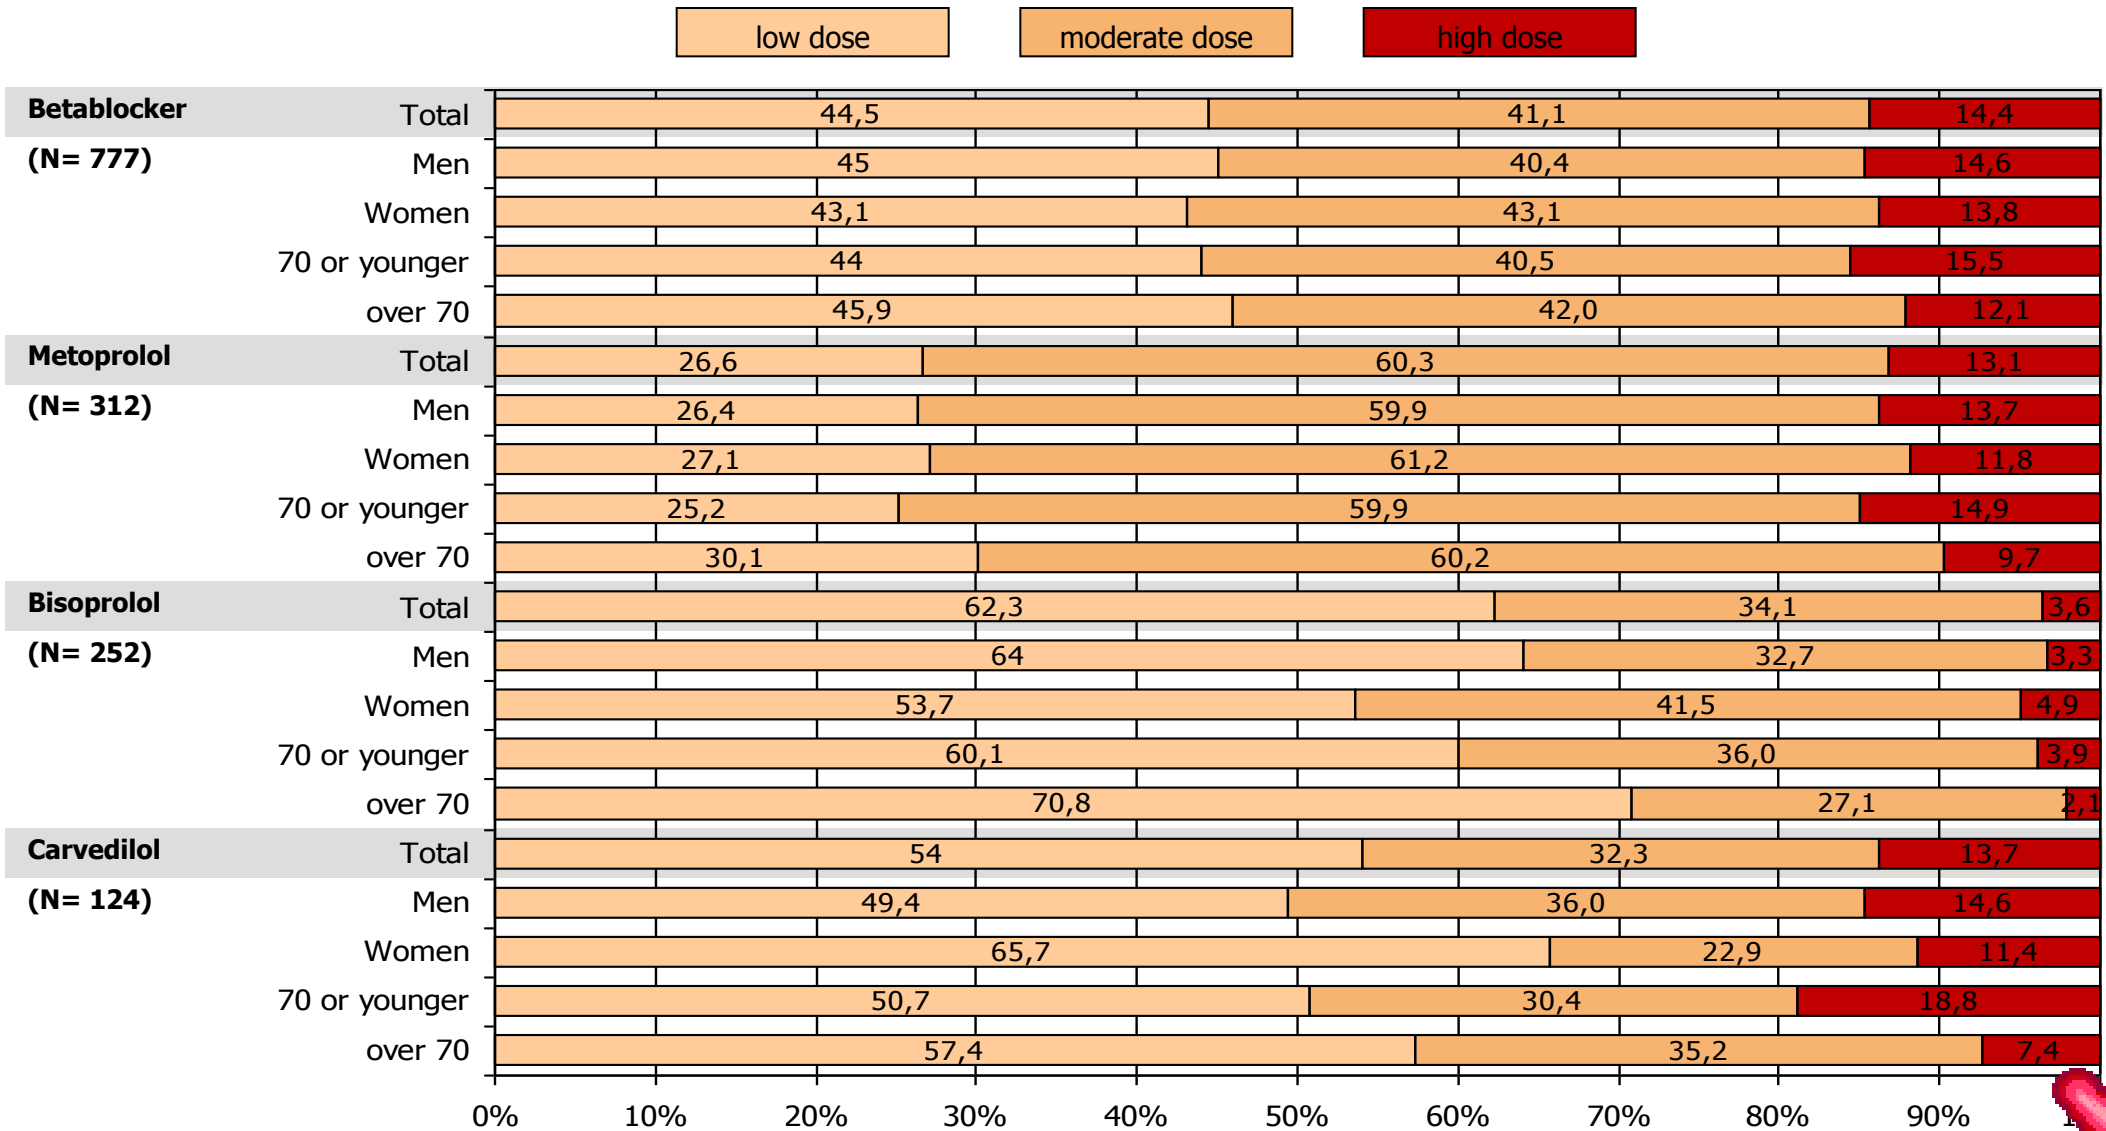 low dose moderate dose high dose
Betablocker Total 44,5 41,1 14,4
(N= 777) Men 45 40,4 14,6
Women 43,1 43,1 13,8
70 or younger 44 40,5 15,5
over 70 45,9 42,0 12,1
Metoprolol Total 26,6 60,3 13,1
(N= 312) Men 26,4 59,9 13,7
Women 27,1 61,2 11,8
70 or younger 25,2 59,9 14,9
over 70 30,1 60,2 9,7
Bisoprolol Total 62,3 34,1 3,6
(N= 252) Men 64 32,7 3,3
Women 53,7 41,5 4,9
70 or younger 60,1 36,0 3,9
over 70 70,8 27,1 2,1
Carvedilol Total 54 32,3 13,7
(N= 124) Men 49,4 36,0 14,6
Women 65,7 22,9 11,4
70 or younger 50,7 30,4 18,8
over 70 57,4 35,2 7,4
0% 10% 20% 30% 40% 50% 60% 70% 80% 90%